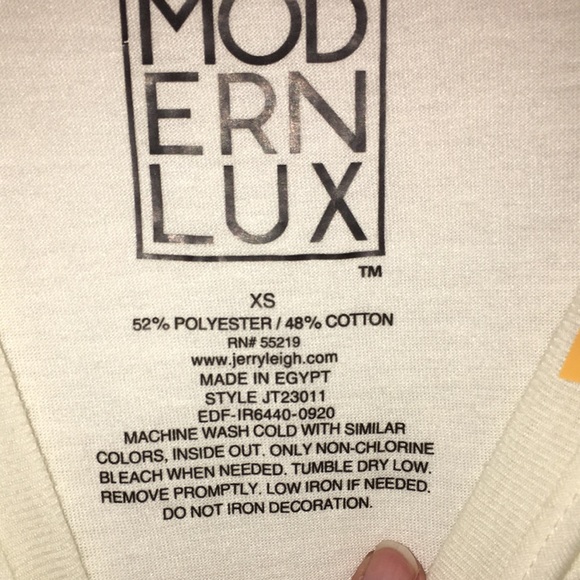 MOD
ERN
LUX
TM
XS
52% POLYESTER / 48% COTTON
RN# 55219
www.jerryleigh.com
MADE IN EGYPT
STYLE JT23011
EDF-IR6440-0920
MACHINE WASH COLD WITH SIMILAR
COLORS, INSIDE OUT. ONLY NON-CHLORINE
BLEACH WHEN NEEDED. TUMBLE DRY LOW.
REMOVE PROMPTLY. LOW IRON IF NEEDED.
DO NOT IRON DECORATION.